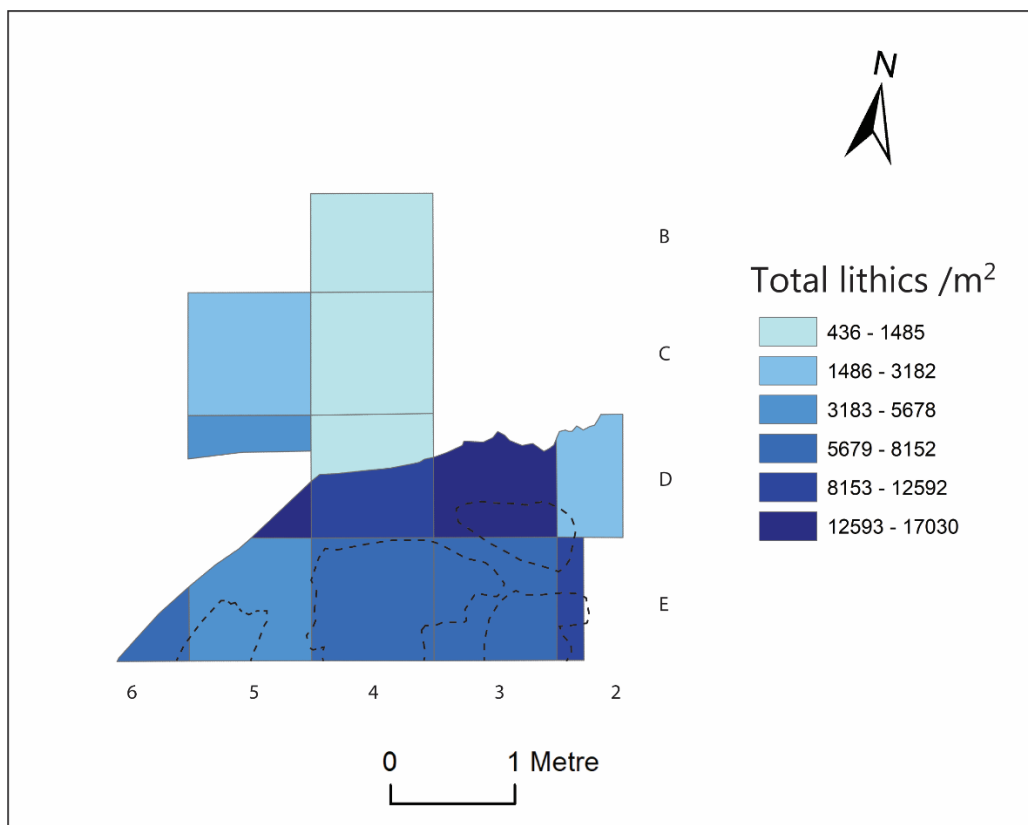 N
B
C
D
E
6 5 4 3 2
0 1 Metre
Total lithics /m²
436 - 1485
1486 - 3182
3183 - 5678
5679 - 8152
8153 - 12592
12593 - 17030